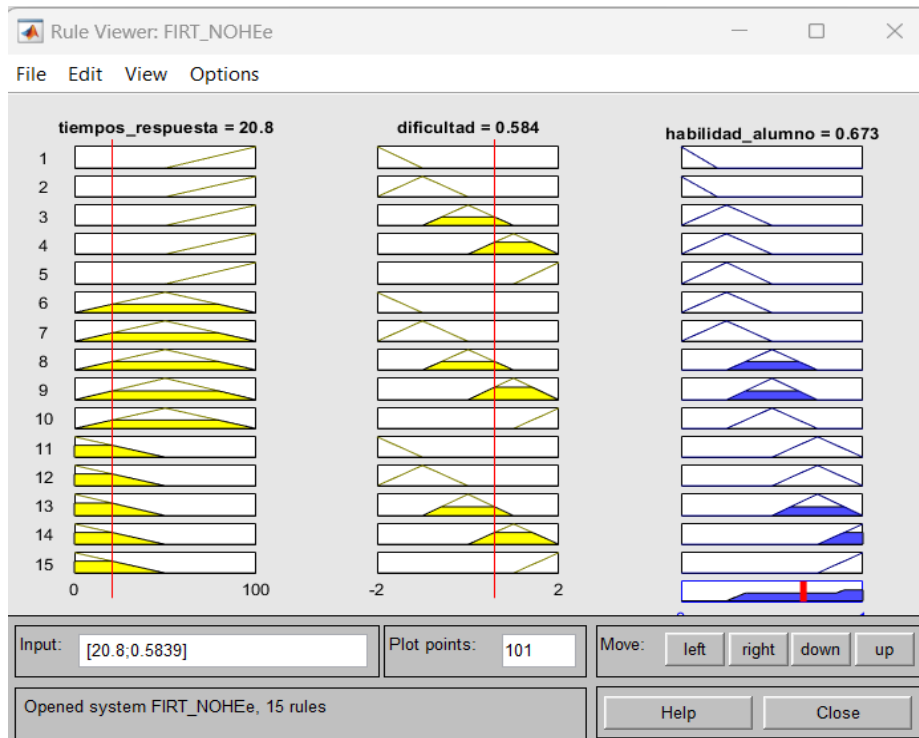 Rule Viewer: FIRT_NOHEe
File Edit View Options
tiempos_respuesta = 20.8 dificultad = 0.584 habilidad_alumno = 0.673
1
2
3
4
5
6
7
8
9
10
11
12
13
14
15
0 100 -2 2
Input: [20.8;0.5839] Plot points: 101 Move: left right down up
Opened system FIRT_NOHEe, 15 rules Help Close